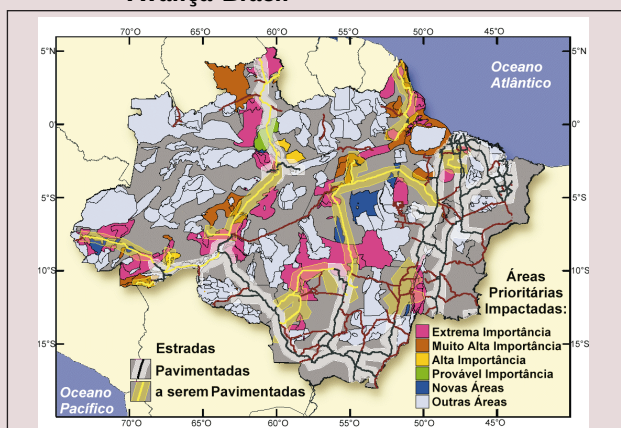 Avança Brasil
70°O 65°O 60°O 55°O 50°O 45°O
5°N 5°N
Oceano
Atlântico
0° 0°
5°S 5°S
10°S 10°S
Áreas
Prioritárias
Impactadas:
Extrema Importância
Muito Alta Importância
Alta Importância
Provável Importância
Novas Áreas
Outras Áreas
15°S 15°S
Estradas
Pavimentadas
a serem Pavimentadas
Oceano
Pacífico
70°O 65°O 60°O 55°O 50°O 45°O